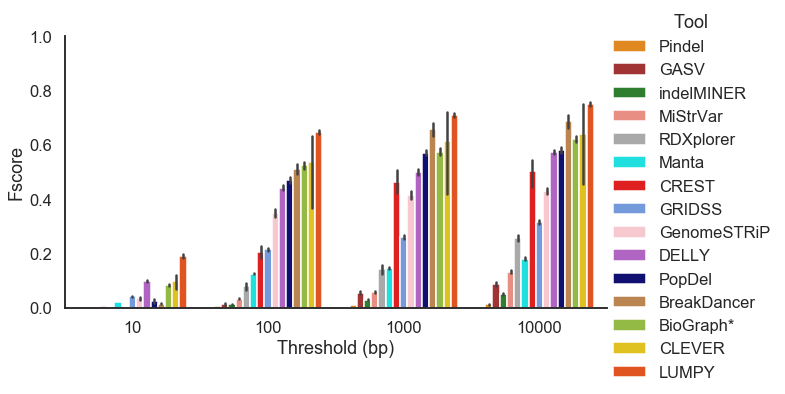 Tool
Pindel
GASV
indelMINER
MiStrVar
RDXplorer
Manta
CREST
GRIDSS
GenomeSTRiP
DELLY
PopDel
BreakDancer
BioGraph*
CLEVER
LUMPY
Fscore
1.0
0.8
0.6
0.4
0.2
0.0
10 100 1000 10000
Threshold (bp)